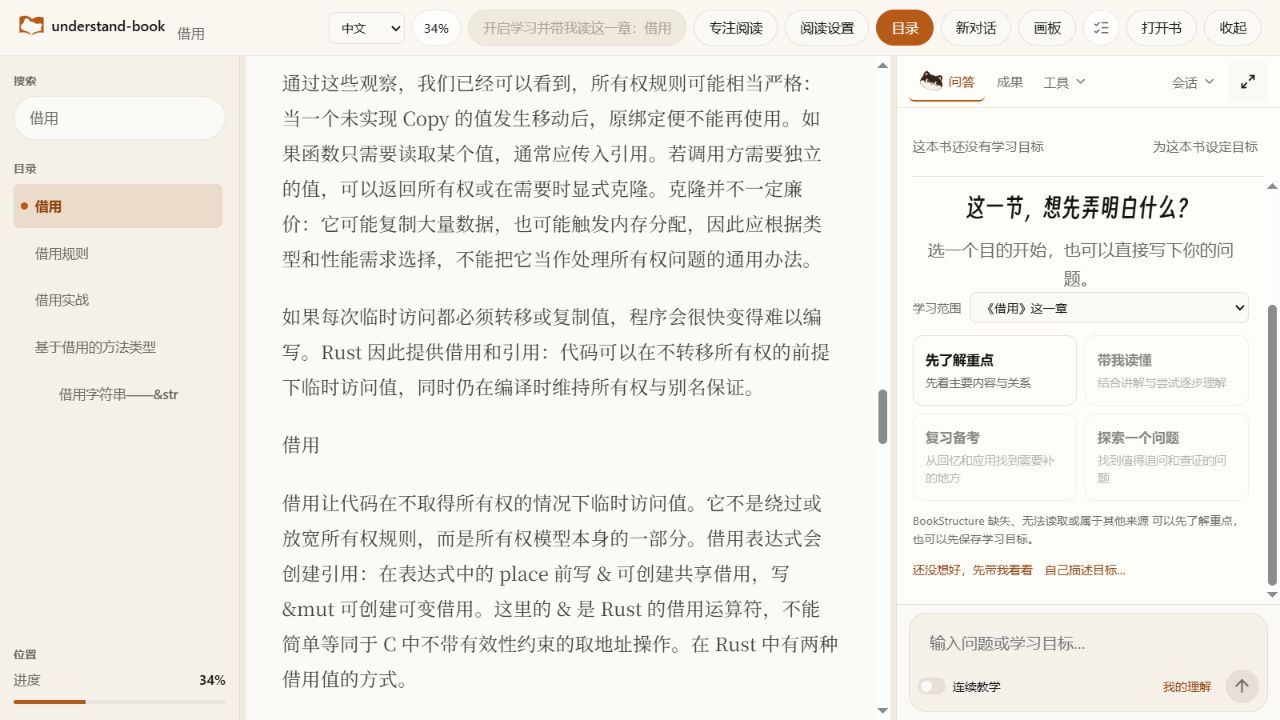 understand-book 借用
中文 34% 开启学习并带我读这一章：借用 专注阅读 阅读设置 目录 新对话 画板 打开书 收起
搜索
借用
目录
借用
借用规则
借用实战
基于借用的方法类型
借用字符串——&str
位置
进度 34%
通过这些观察，我们已经可以看到，所有权规则可能相当严格：
当一个未实现 Copy 的值发生移动后，原绑定便不能再使用。如
果函数只需要读取某个值，通常应传入引用。若调用方需要独立
的值，可以返回所有权或在需要时显式克隆。克隆并不一定廉
价：它可能复制大量数据，也可能触发内存分配，因此应根据类
型和性能需求选择，不能把它当作处理所有权问题的通用办法。
如果每次临时访问都必须转移或复制值，程序会很快变得难以编
写。Rust 因此提供借用和引用：代码可以在不转移所有权的前提
下临时访问值，同时仍在编译时维持所有权与别名保证。
借用
借用让代码在不取得所有权的情况下临时访问值。它不是绕过或
放宽所有权规则，而是所有权模型本身的一部分。借用表达式会
创建引用：在表达式中的 place 前写 & 可创建共享借用，写
&mut 可创建可变借用。这里的 & 是 Rust 的借用运算符，不能
简单等同于 C 中不带有效性约束的取地址操作。在 Rust 中有两种
借用值的方式。
问答 成果 工具 会话
这本书还没有学习目标 为这本书设定目标
这一节，想先弄明白什么？
选一个目的开始，也可以直接写下你的问
题。
学习范围 《借用》这一章
先了解重点
先看主要内容与关系
带我读懂
结合讲解与尝试逐步理解
复习备考
从回忆和应用找到需要补
的地方
探索一个问题
找到值得追问和查证的问
题
BookStructure 缺失、无法读取或属于其他来源 可以先了解重点，
也可以先保存学习目标。
还没想好，先带我看看 自己描述目标…
输入问题或学习目标...
连续教学 我的理解